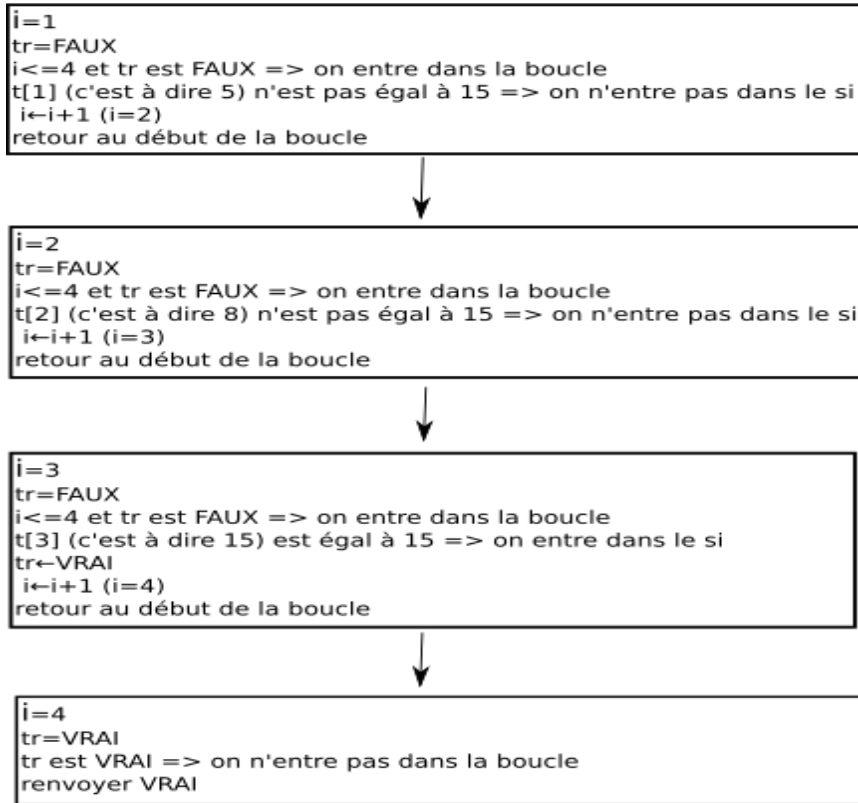 i=1
tr=FAUX
i<=4 et tr est FAUX => on entre dans la boucle
t[1] (c'est à dire 5) n'est pas égal à 15 => on n'entre pas dans le si
i←i+1 (i=2)
retour au début de la boucle
i=2
tr=FAUX
i<=4 et tr est FAUX => on entre dans la boucle
t[2] (c'est à dire 8) n'est pas égal à 15 => on n'entre pas dans le si
i←i+1 (i=3)
retour au début de la boucle
i=3
tr=FAUX
i<=4 et tr est FAUX => on entre dans la boucle
t[3] (c'est à dire 15) est égal à 15 => on entre dans le si
tr←VRAI
i←i+1 (i=4)
retour au début de la boucle
i=4
tr=VRAI
tr est VRAI => on n'entre pas dans la boucle
renvoyer VRAI